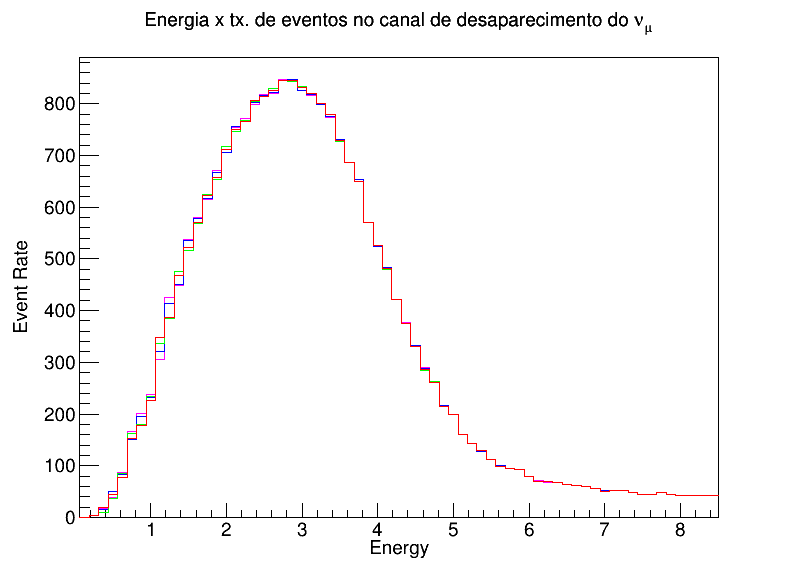 Energia x tx. de eventos no canal de desaparecimento do νμ
Event Rate
800
700
600
500
400
300
200
100
0
1 2 3 4 5 6 7 8
Energy